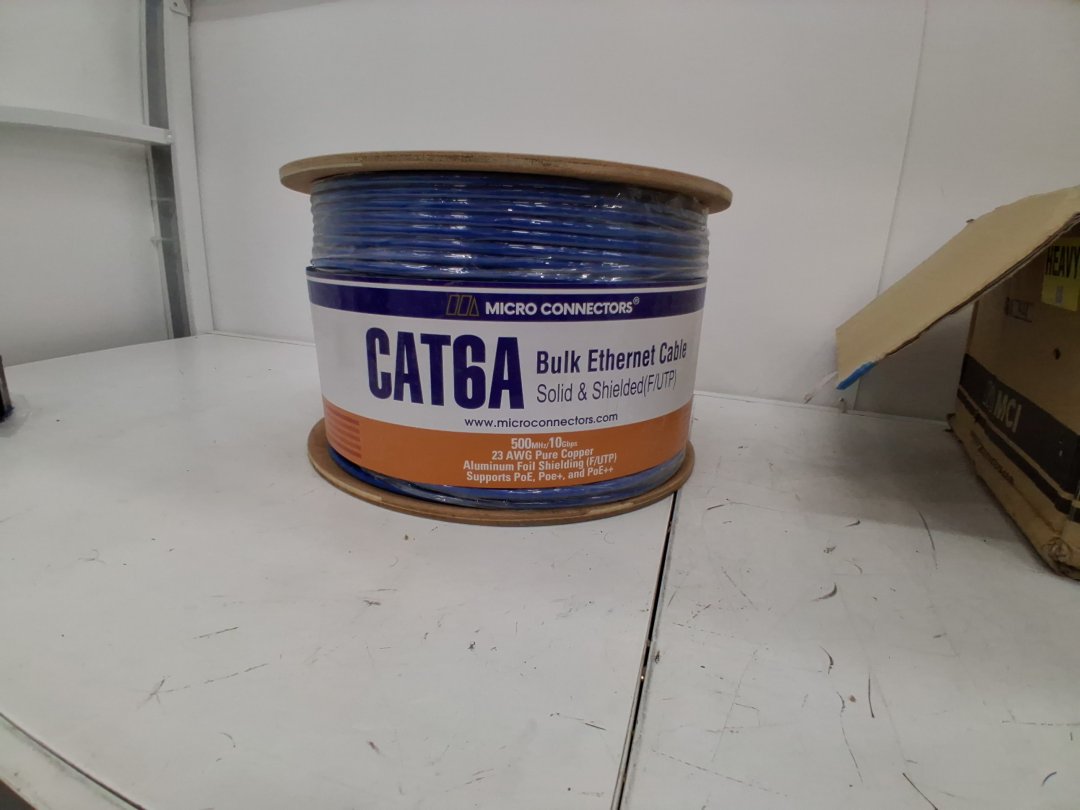 MICRO CONNECTORS®
CAT6A
Bulk Ethernet Cable
Solid & Shielded(F/UTP)
www.microconnectors.com
500MHz/10Gbps
23 AWG Pure Copper
Aluminum Foil Shielding (F/UTP)
Supports PoE, Poe+, and PoE++
HEAVY
MCI